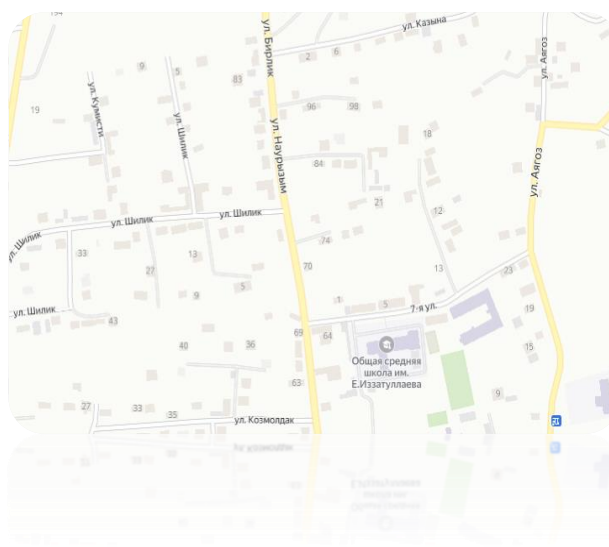 194
ул. Казына
ул. Бирлик
2
6
ул. Аягоз
9
5
83
ул. Кумисти
ул. Шилик
19
96
98
ул. Наурызым
18
84
ул. Аягоз
21
12
ул. Шилик
ул. Шилик
ул. Шилик
74
33
27
13
70
13
23
9
5
1
5
7-я ул.
ул. Шилик
43
19
69
64
40
36
15
Общая средняя
школа им.
Е.Иззатуллаева
63
9
27
33
35
ул. Козмолдак